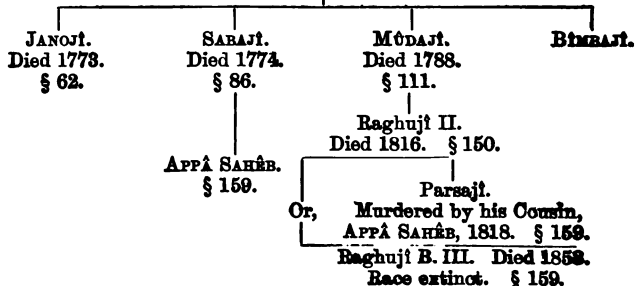 JANOJÎ. SABAJÎ. MÛDAJÎ. BÎMBAJÎ.
Died 1773. Died 1774. Died 1788.
§ 62. § 86. § 111.
Raghujî II.
Died 1816. § 150.
APPÂ SAHÊB.
§ 159.
Parsajî.
Or, Murdered by his Cousin,
APPÂ SAHÊB, 1818. § 159.
Raghujî B. III. Died 1853.
Race extinct. § 159.